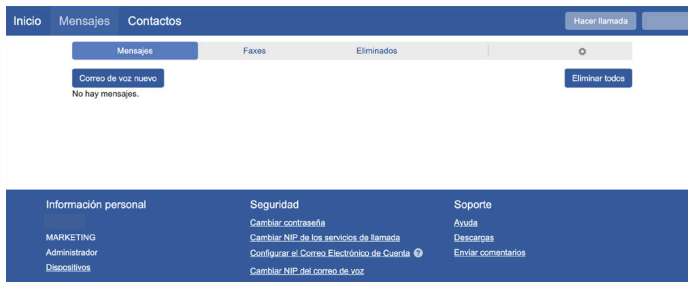 Inicio Mensajes Contactos Hacer llamada
Mensajes Faxes Eliminados
Correo de voz nuevo Eliminar todos
No hay mensajes.
Información personal Seguridad Soporte
Cambiar contraseña Ayuda
MARKETING Cambiar NIP de los servicios de llamada Descargas
Administrador Configurar el Correo Electrónico de Cuenta ? Enviar comentarios
Dispositivos Cambiar NIP del correo de voz